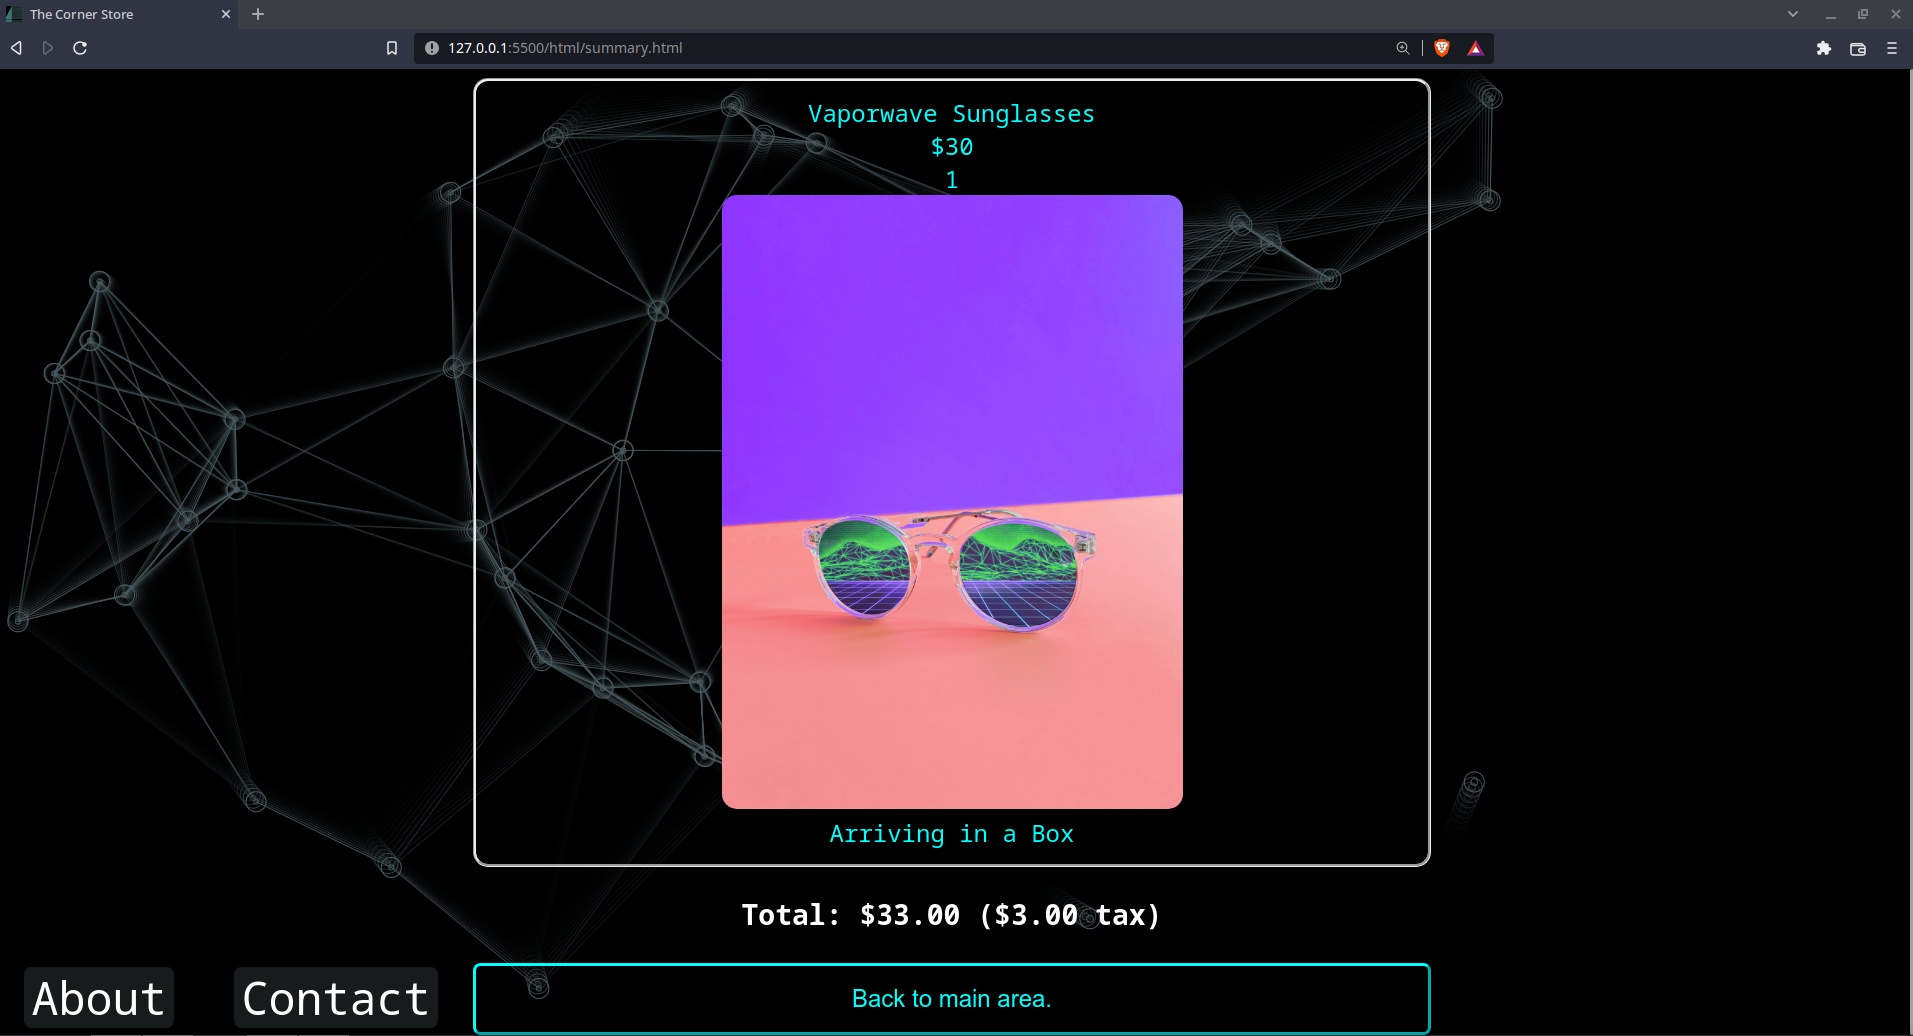 The Corner Store
127.0.0.1:5500/html/summary.html
Vaporwave Sunglasses
$30
1
Arriving in a Box
Total: $33.00 ($3.00 tax)
About
Contact
Back to main area.